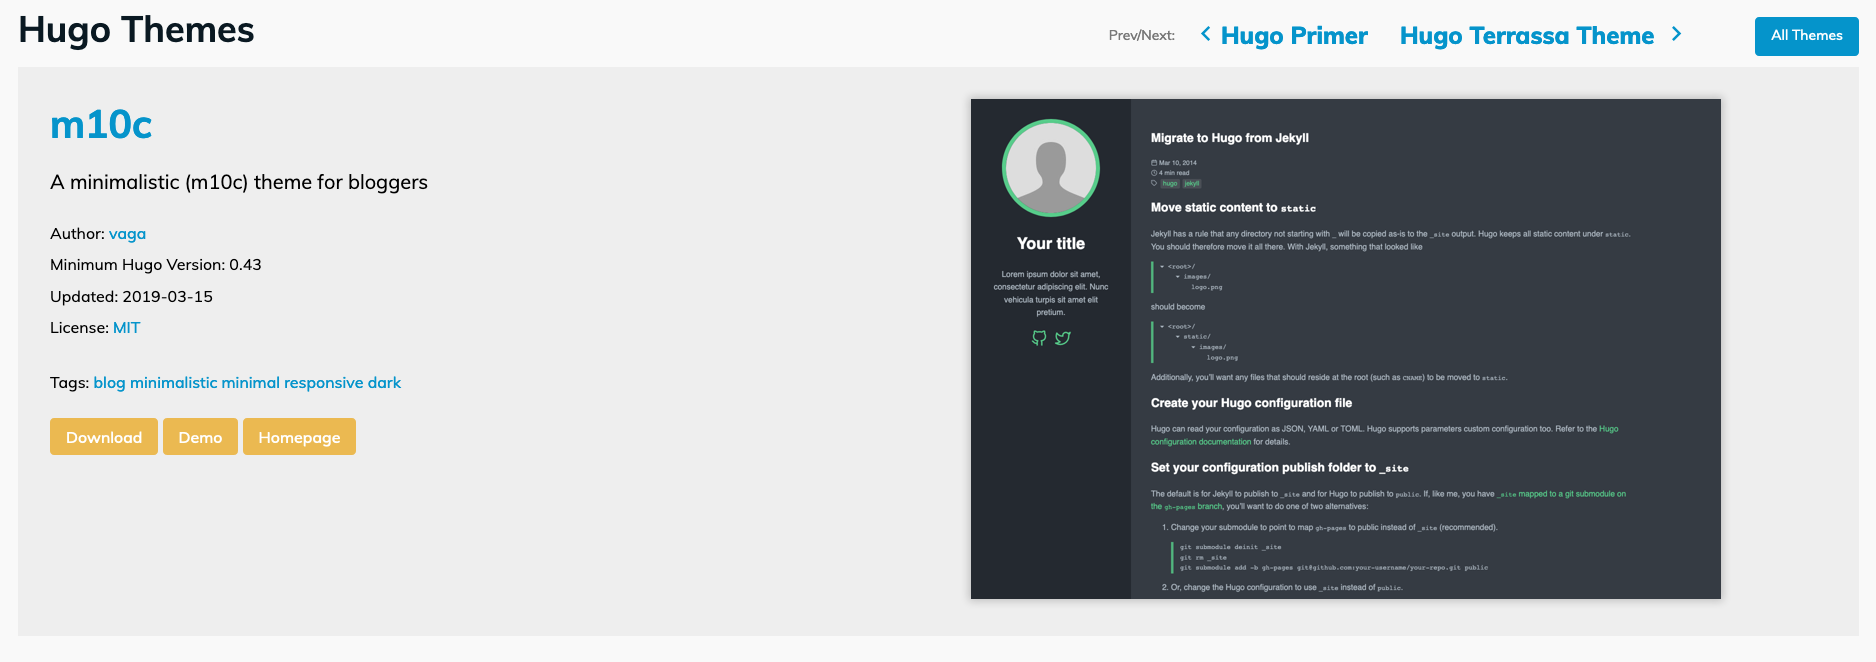 Hugo Themes
Prev/Next: Hugo Primer Hugo Terrassa Theme All Themes
m10c
A minimalistic (m10c) theme for bloggers
Author: vaga
Minimum Hugo Version: 0.43
Updated: 2019-03-15
License: MIT
Tags: blog minimalistic minimal responsive dark
Download Demo Homepage
Your title
Lorem ipsum dolor sit amet,
consectetur adipiscing elit. Nunc
vehicula turpis sit amet elit
pretium.
Migrate to Hugo from Jekyll
Mar 10, 2014
4 min read
hugo jekyll
Move static content to static
Jekyll has a rule that any directory not starting with _ will be copied as-is to the _site output. Hugo keeps all static content under static.
You should therefore move it all there. With Jekyll, something that looked like
▾ <root>/
▾ images/
logo.png
should become
▾ <root>/
▾ static/
▾ images/
logo.png
Additionally, you'll want any files that should reside at the root (such as CNAME) to be moved to static.
Create your Hugo configuration file
Hugo can read your configuration as JSON, YAML or TOML. Hugo supports parameters custom configuration too. Refer to the Hugo
configuration documentation for details.
Set your configuration publish folder to _site
The default is for Jekyll to publish to _site and for Hugo to publish to public. If, like me, you have _site mapped to a git submodule on
the gh-pages branch, you'll want to do one of two alternatives:
1. Change your submodule to point to map gh-pages to public instead of _site (recommended).
git submodule deinit _site
git rm _site
git submodule add -b gh-pages git@github.com:your-username/your-repo.git public
2. Or, change the Hugo configuration to use _site instead of public.